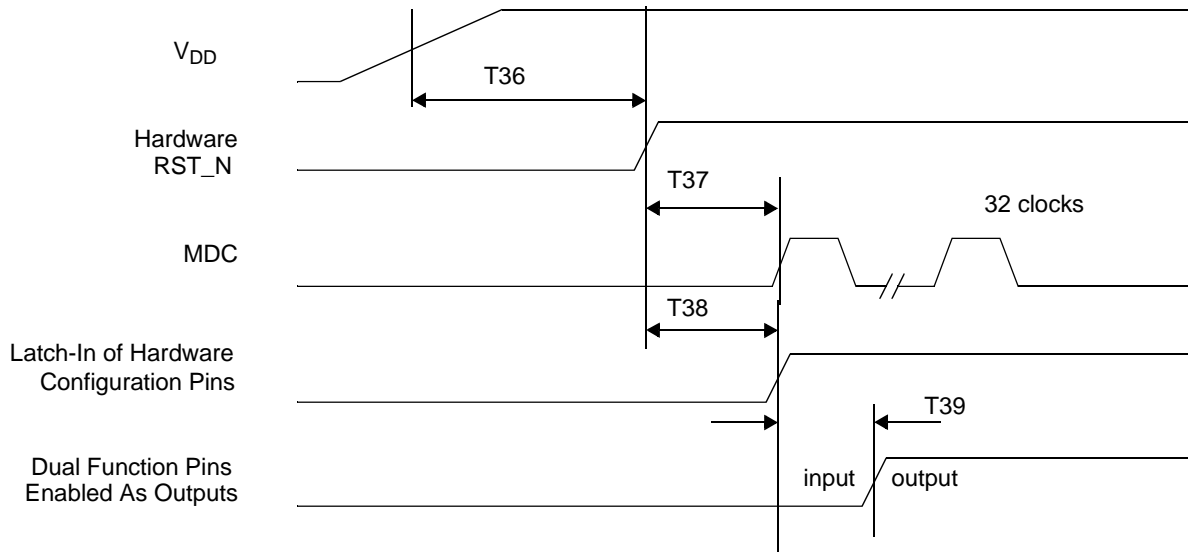 VDD
T36
Hardware
RST_N
T37
32 clocks
MDC
T38
Latch-In of Hardware
Configuration Pins
T39
Dual Function Pins
Enabled As Outputs
input
output